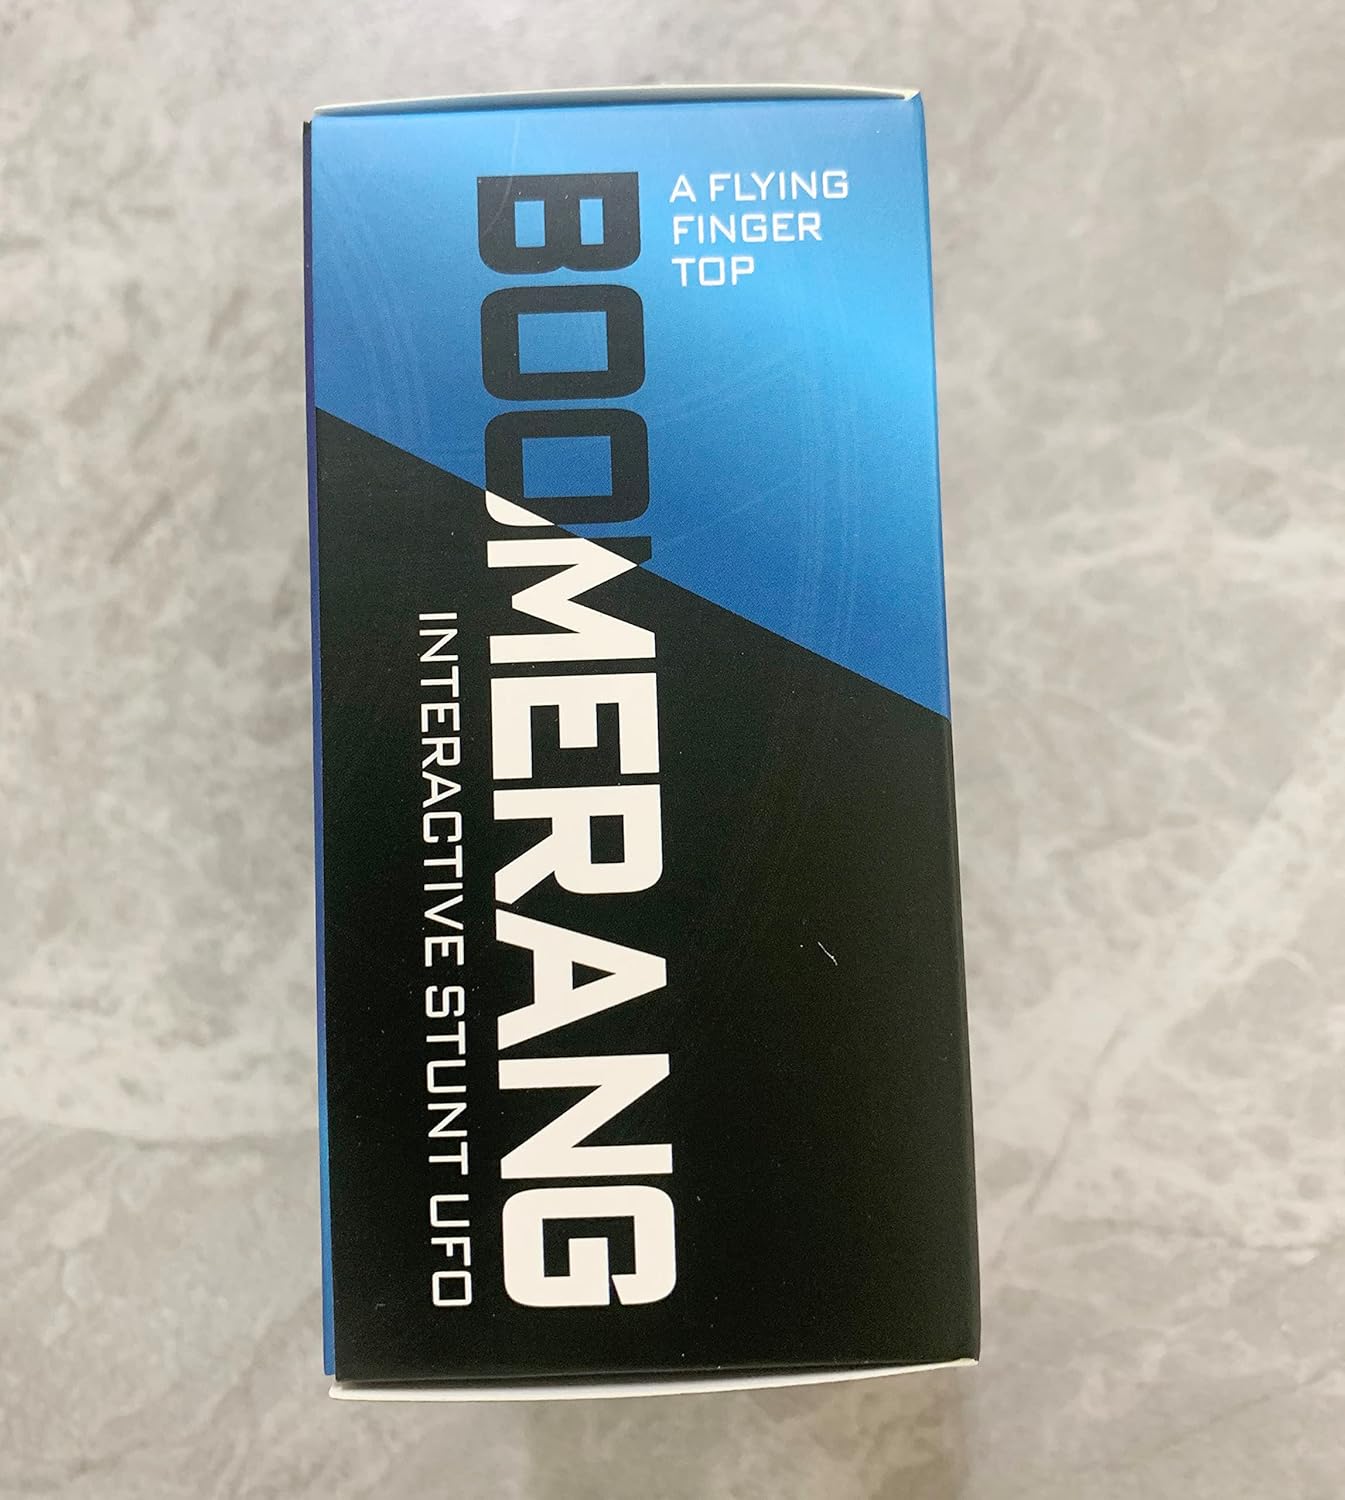 A FLYING
FINGER
TOP
BOOMERANG
INTERACTIVE STUNT UFO